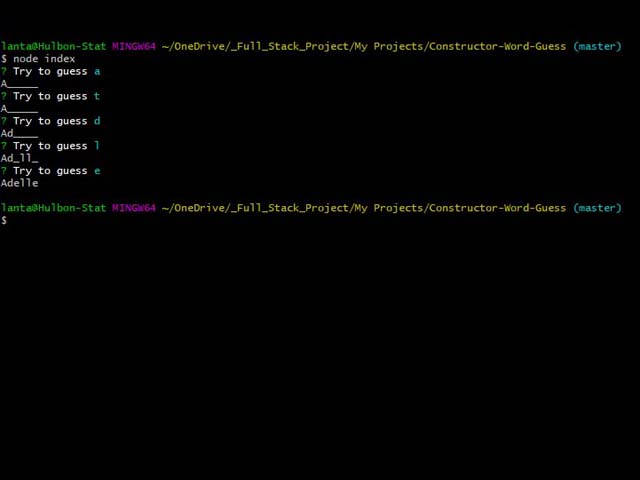 lanta@Hulbon-Stat MINGW64 ~/OneDrive/_Full_Stack_Project/My Projects/Constructor-Word-Guess (master)
$ node index
? Try to guess a
A_____
? Try to guess t
A_____
? Try to guess d
Ad____
? Try to guess l
Ad_ll_
? Try to guess e
Adelle
lanta@Hulbon-Stat MINGW64 ~/OneDrive/_Full_Stack_Project/My Projects/Constructor-Word-Guess (master)
$